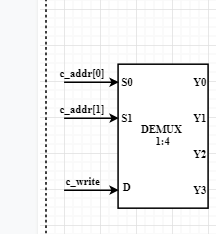 c_addr[0]
S0 Y0
c_addr[1]
S1 Y1
DEMUX
1:4
Y2
c_write
D Y3